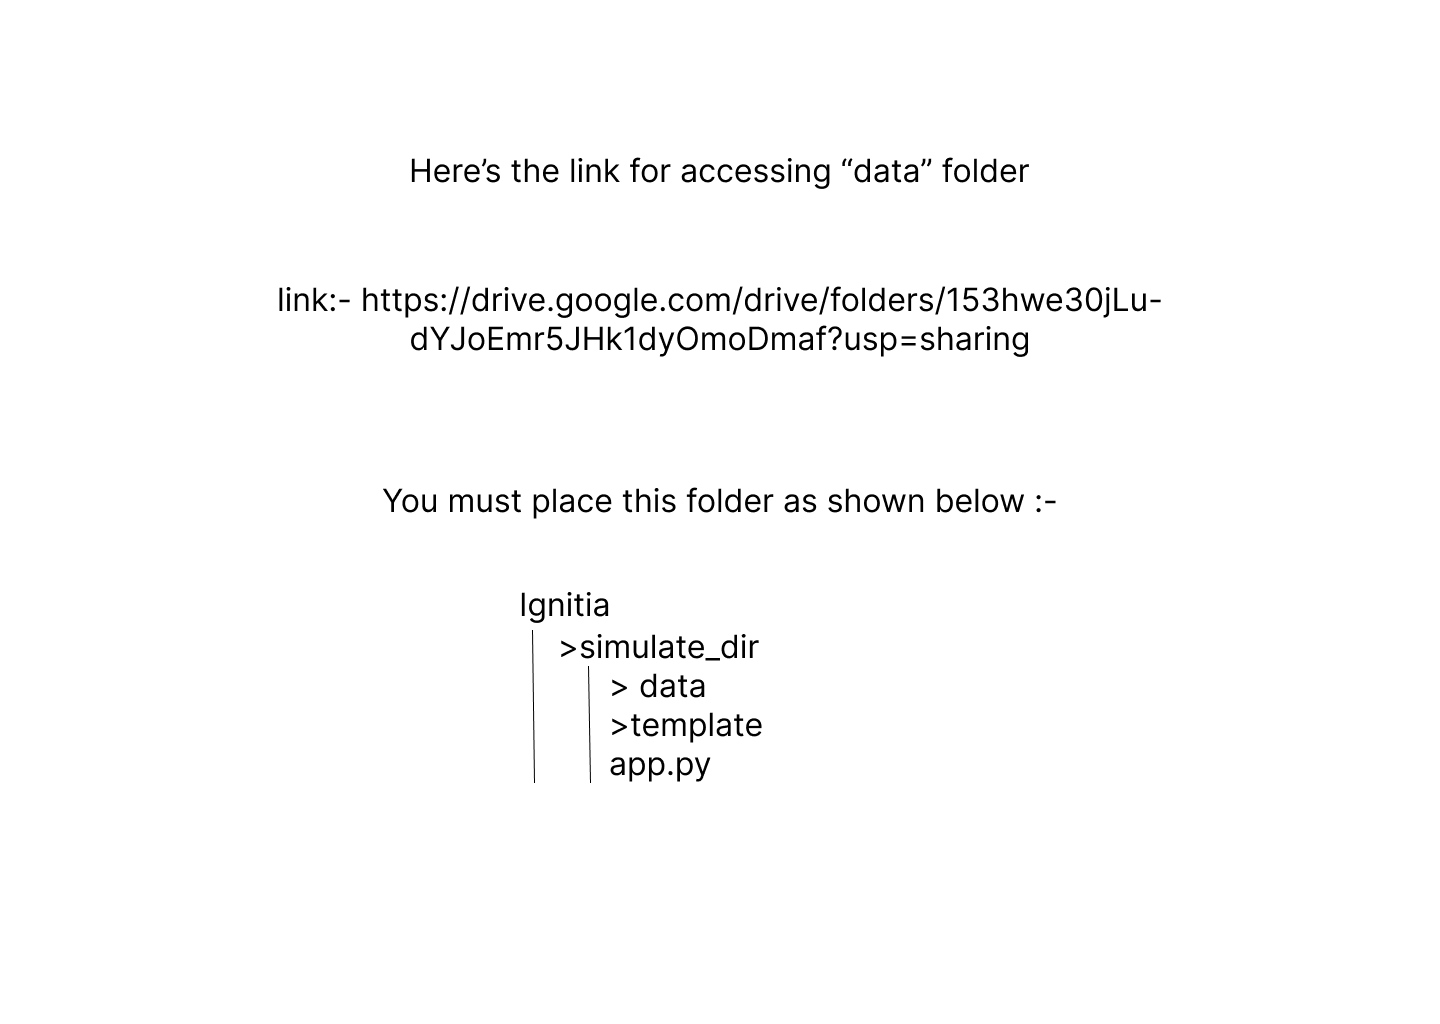 Here’s the link for accessing “data” folder
link:- https://drive.google.com/drive/folders/153hwe30jLu-
dYJoEmr5JHk1dyOmoDmaf?usp=sharing
You must place this folder as shown below :-
Ignitia
>simulate_dir
> data
>template
app.py